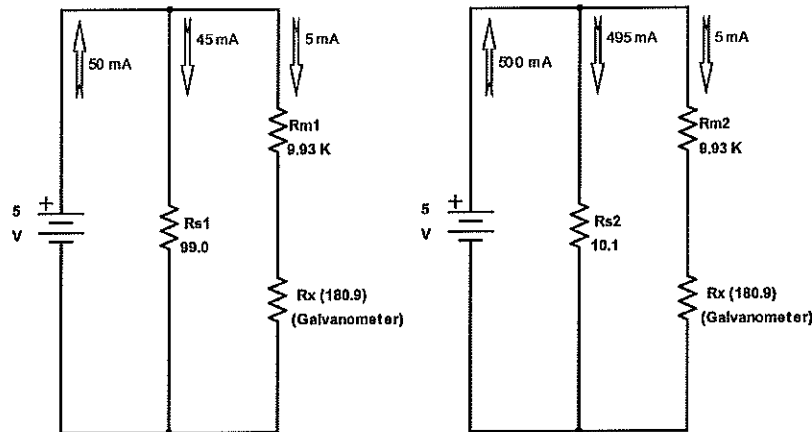 50 mA
45 mA
5 mA
Rm1
9.93 K
5
V
+
Rs1
99.0
Rx (180.9)
(Galvanometer)
500 mA
495 mA
5 mA
Rm2
9.93 K
5
V
+
Rs2
10.1
Rx (180.9)
(Galvanometer)